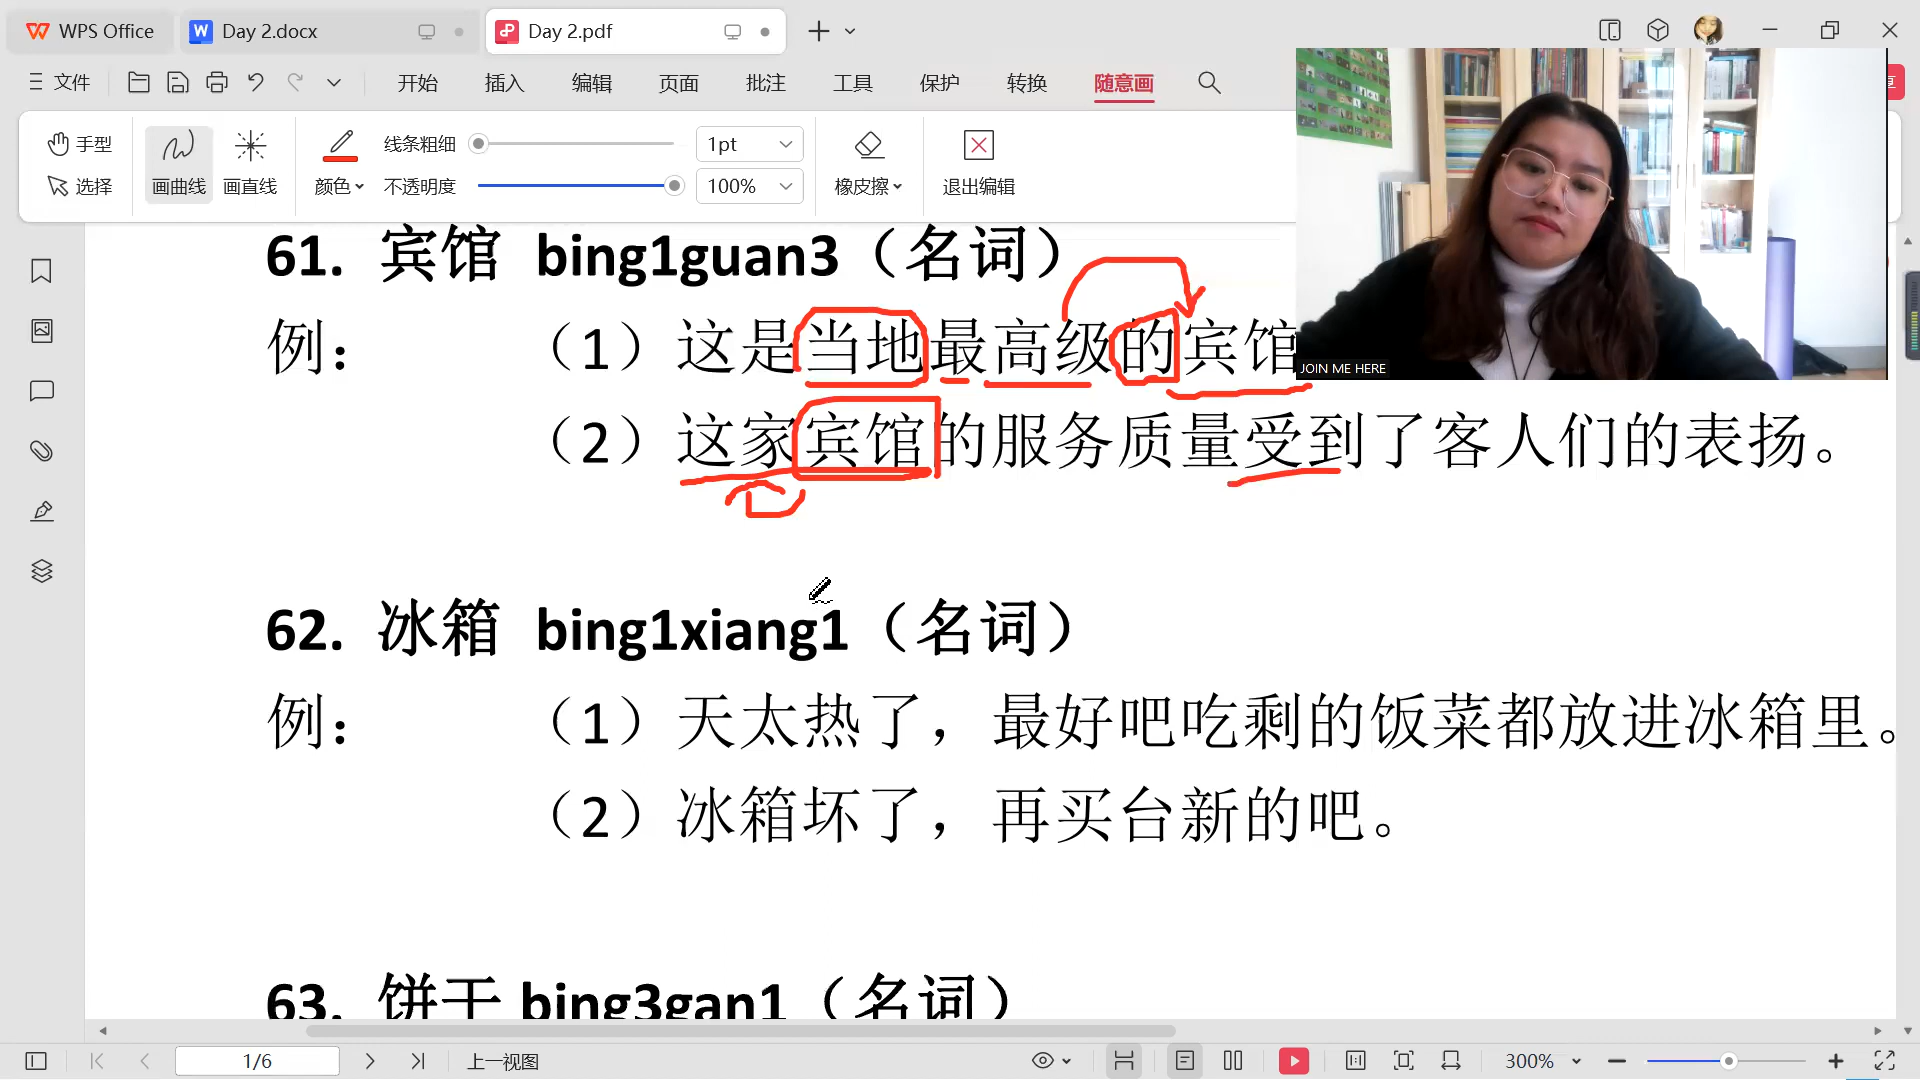 WPS Office
Day 2.docx
Day 2.pdf
文件
开始
插入
编辑
页面
批注
工具
保护
转换
随意画
手型
选择
画曲线
画直线
颜色
线条粗细
1pt
不透明度
100%
橡皮擦
退出编辑
61. 宾馆 bing1guan3（名词）
例：
（1）这是当地最高级的宾馆
（2）这家宾馆的服务质量受到了客人们的表扬。
62. 冰箱 bing1xiang1（名词）
例：
（1）天太热了，最好吧吃剩的饭菜都放进冰箱里。
（2）冰箱坏了，再买台新的吧。
63. 饼干 bing3gan1（名词）
JOIN ME HERE
1/6
上一视图
300%